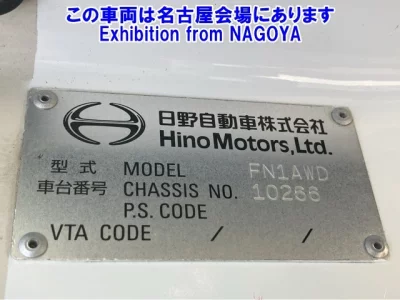 この車両は名古屋会場にあります
Exhibition from NAGOYA
日野自動車株式会社
Hino Motors, Ltd.
型式 MODEL FN1AWD
車台番号 CHASSIS NO. 10266
P.S. CODE
VTA CODE / /